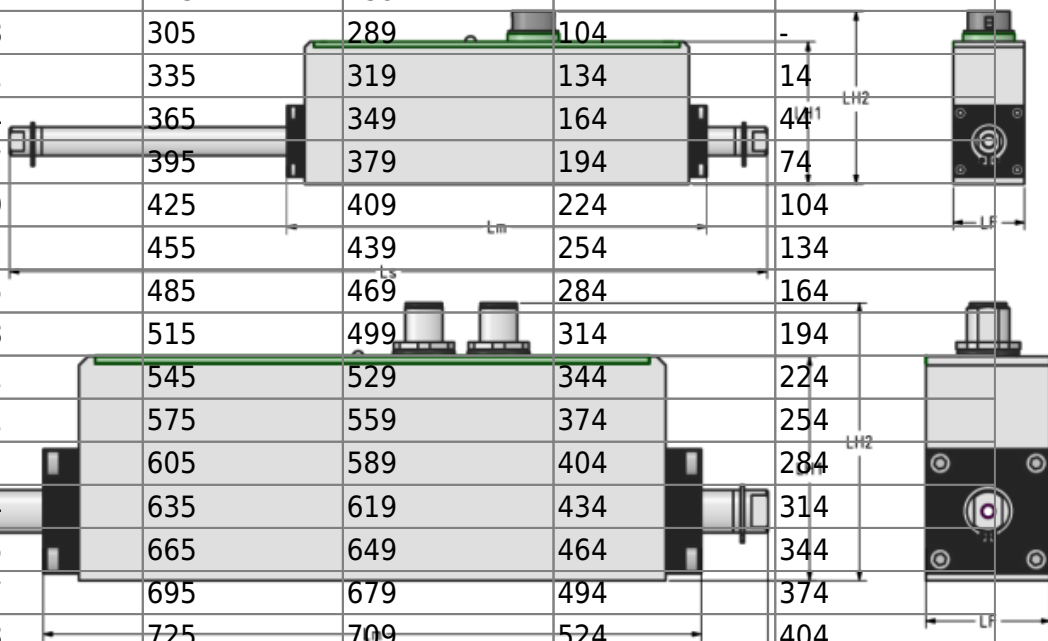 305 289 104 -
335 319 134 14
LH2
365 349 164 44
395 379 194 74
425 409 224 104
Lm LF
455 439 254 134
Ls
485 469 284 164
515 499 314 194
545 529 344 224
575 559 374 254
LH2
605 589 404 284
635 619 434 314
665 649 464 344
695 679 494 374
LF
725 709 524 404